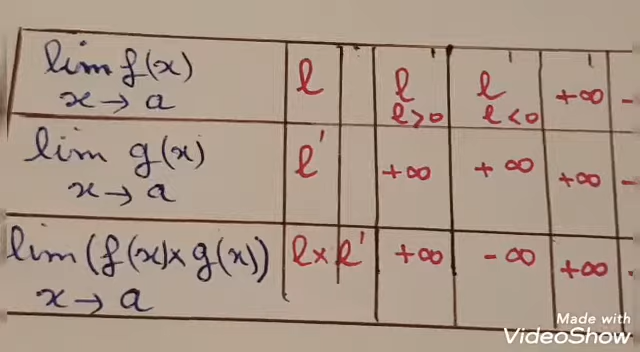 lim f(x) l l l +∞ -
x→a l>0 l<0
lim g(x) l' +∞ +∞ +∞ -
x→a
lim (f(x)x g(x)) l x l' +∞ -∞ +∞
x→a
Made with
VideoShow